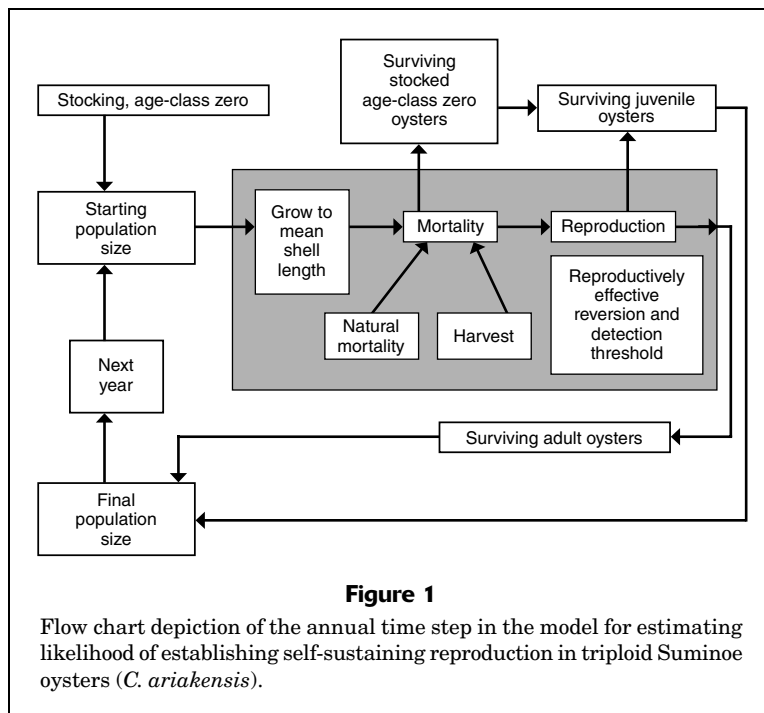 Stocking, age-class zero
Surviving
stocked
age-class zero
oysters
Surviving juvenile
oysters
Starting
population
size
Grow to
mean
shell
length
Mortality
Reproduction
Natural
mortality
Harvest
Reproductively
effective
reversion and
detection
threshold
Next
year
Surviving adult oysters
Final
population
size
Figure 1
Flow chart depiction of the annual time step in the model for estimating
likelihood of establishing self-sustaining reproduction in triploid Suminoe
oysters (C. ariakensis).